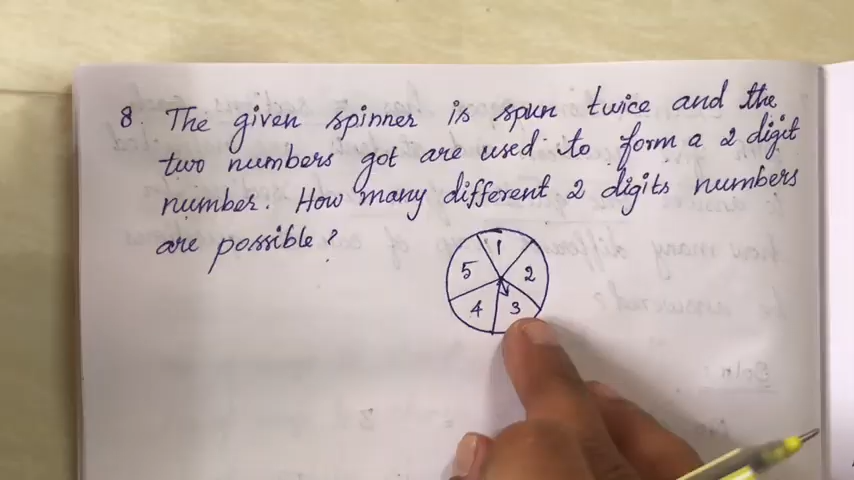 8. The given spinner is spun twice and the
two numbers got are used to form a 2 digit
number. How many different 2 digits numbers
are possible?
1
5 2
4 3